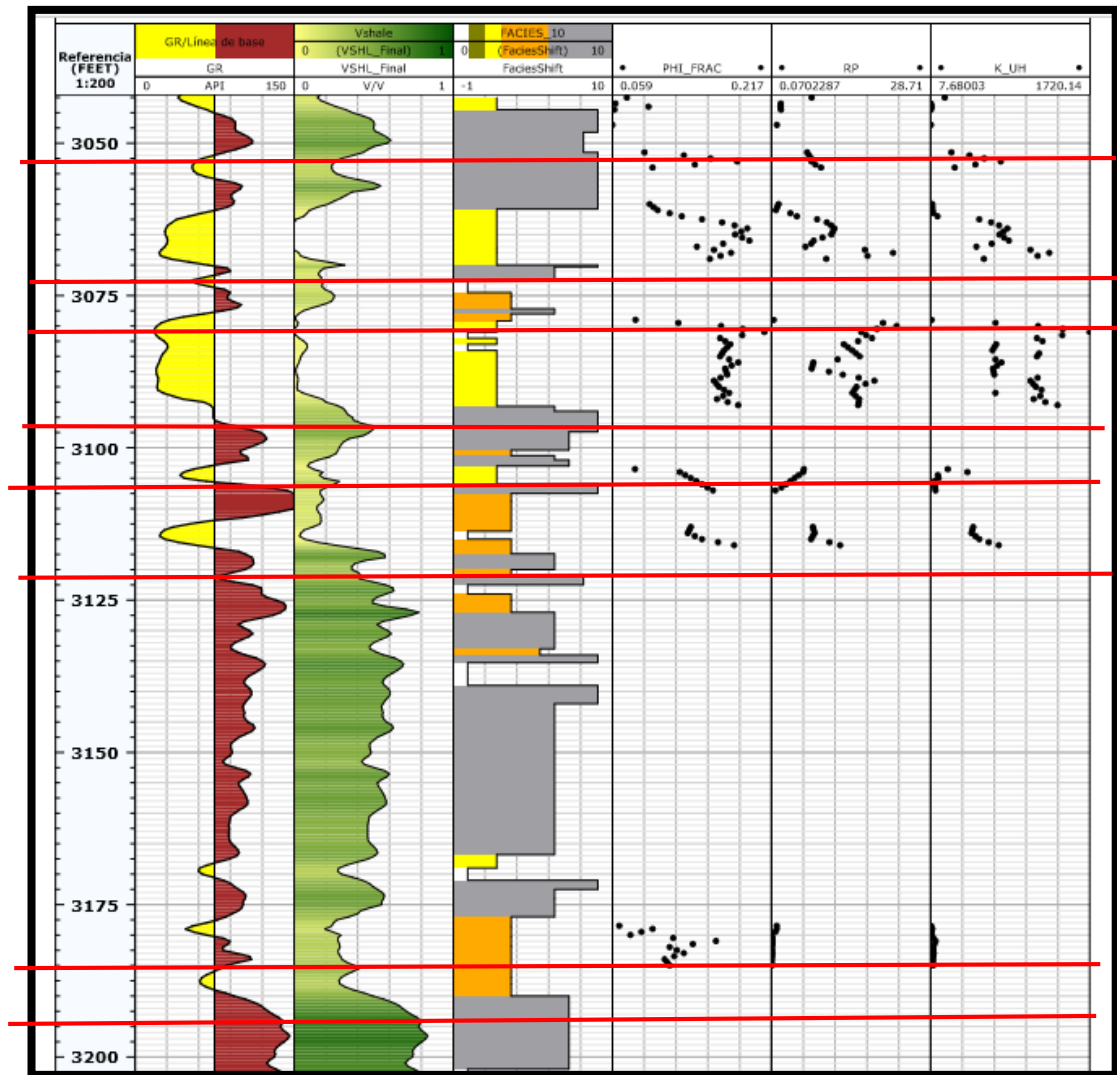 Referencia
(FEET)
1:200
GR/Línea de base
GR
0 API 150
Vshale
0 (VSHL_Final) 1
VSHL_Final
0 V/V 1
FACIES_10
0 (FaciesShift) 10
FaciesShift
-1 10
PHI_FRAC
0.059 0.217
RP
0.0702287 28.71
K_UH
7.68003 1720.14
3050
3075
3100
3125
3150
3175
3200